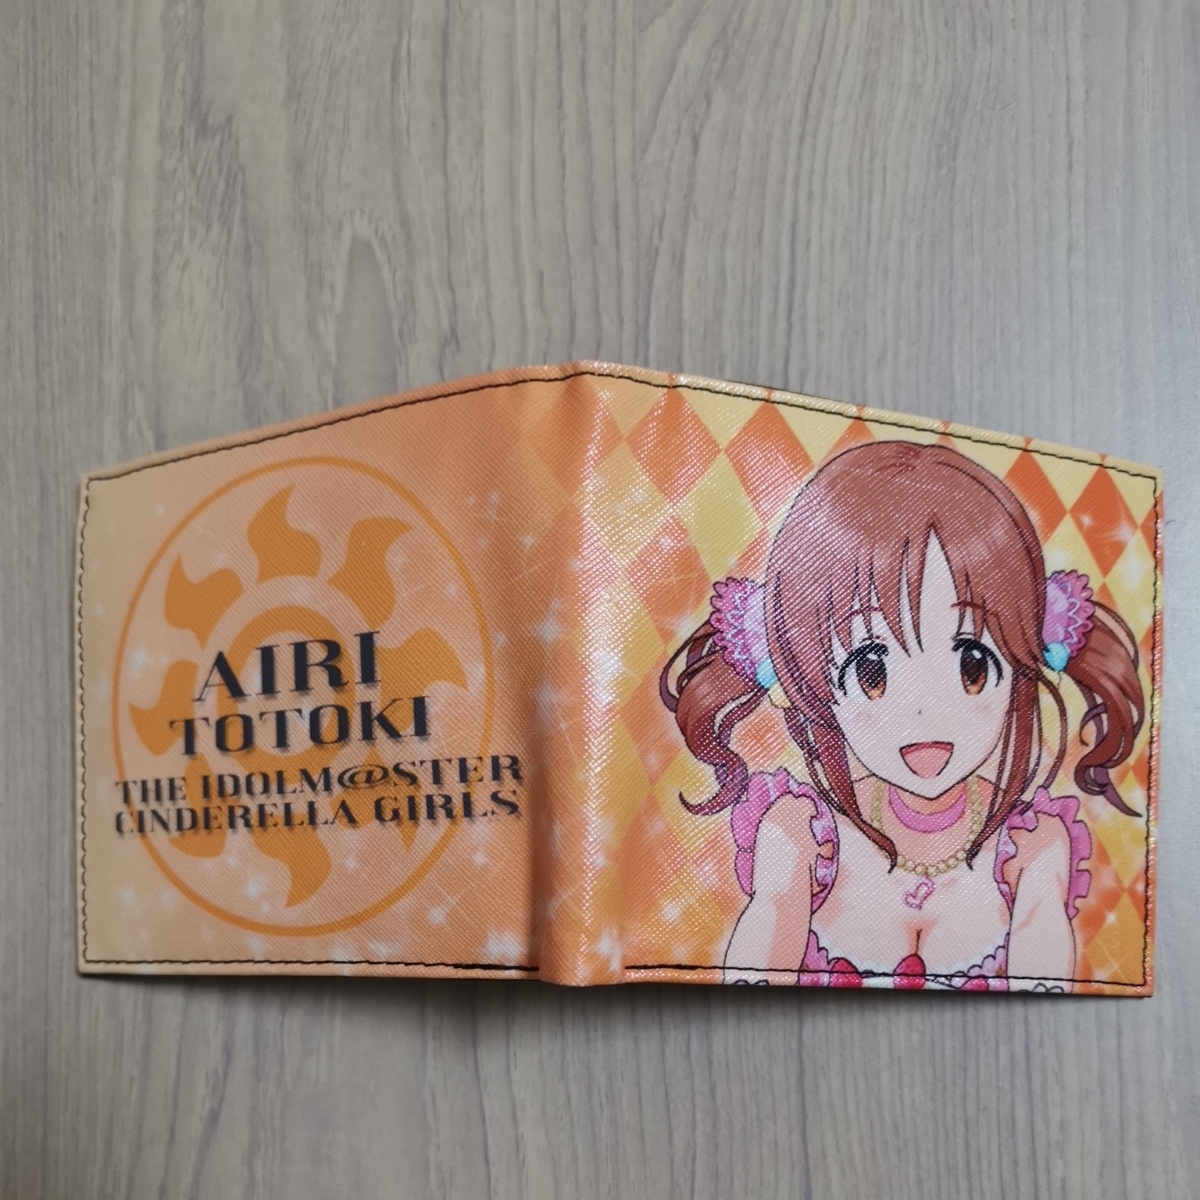 AIRI
TOTOKI
THE IDOLM@STER
CINDERELLA GIRLS